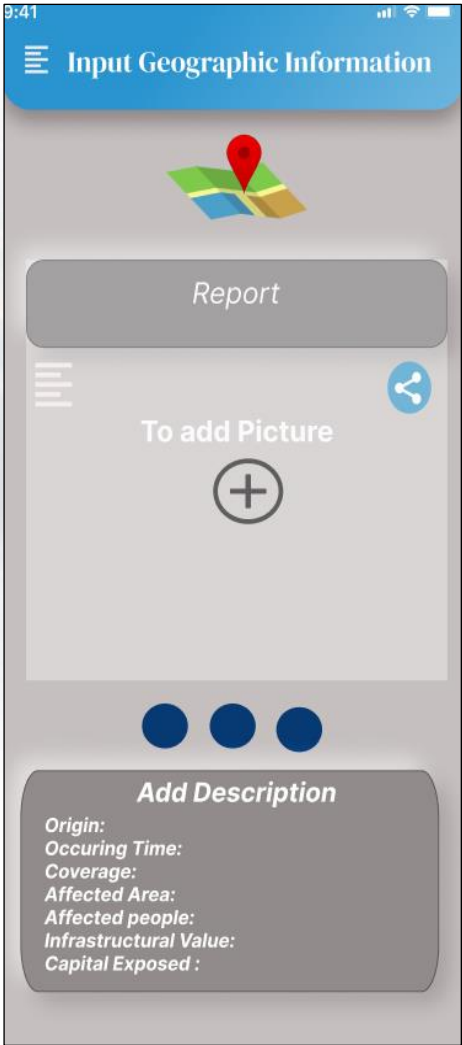 9:41
Input Geographic Information
Report
To add Picture
Add Description
Origin:
Occuring Time:
Coverage:
Affected Area:
Affected people:
Infrastructural Value:
Capital Exposed :